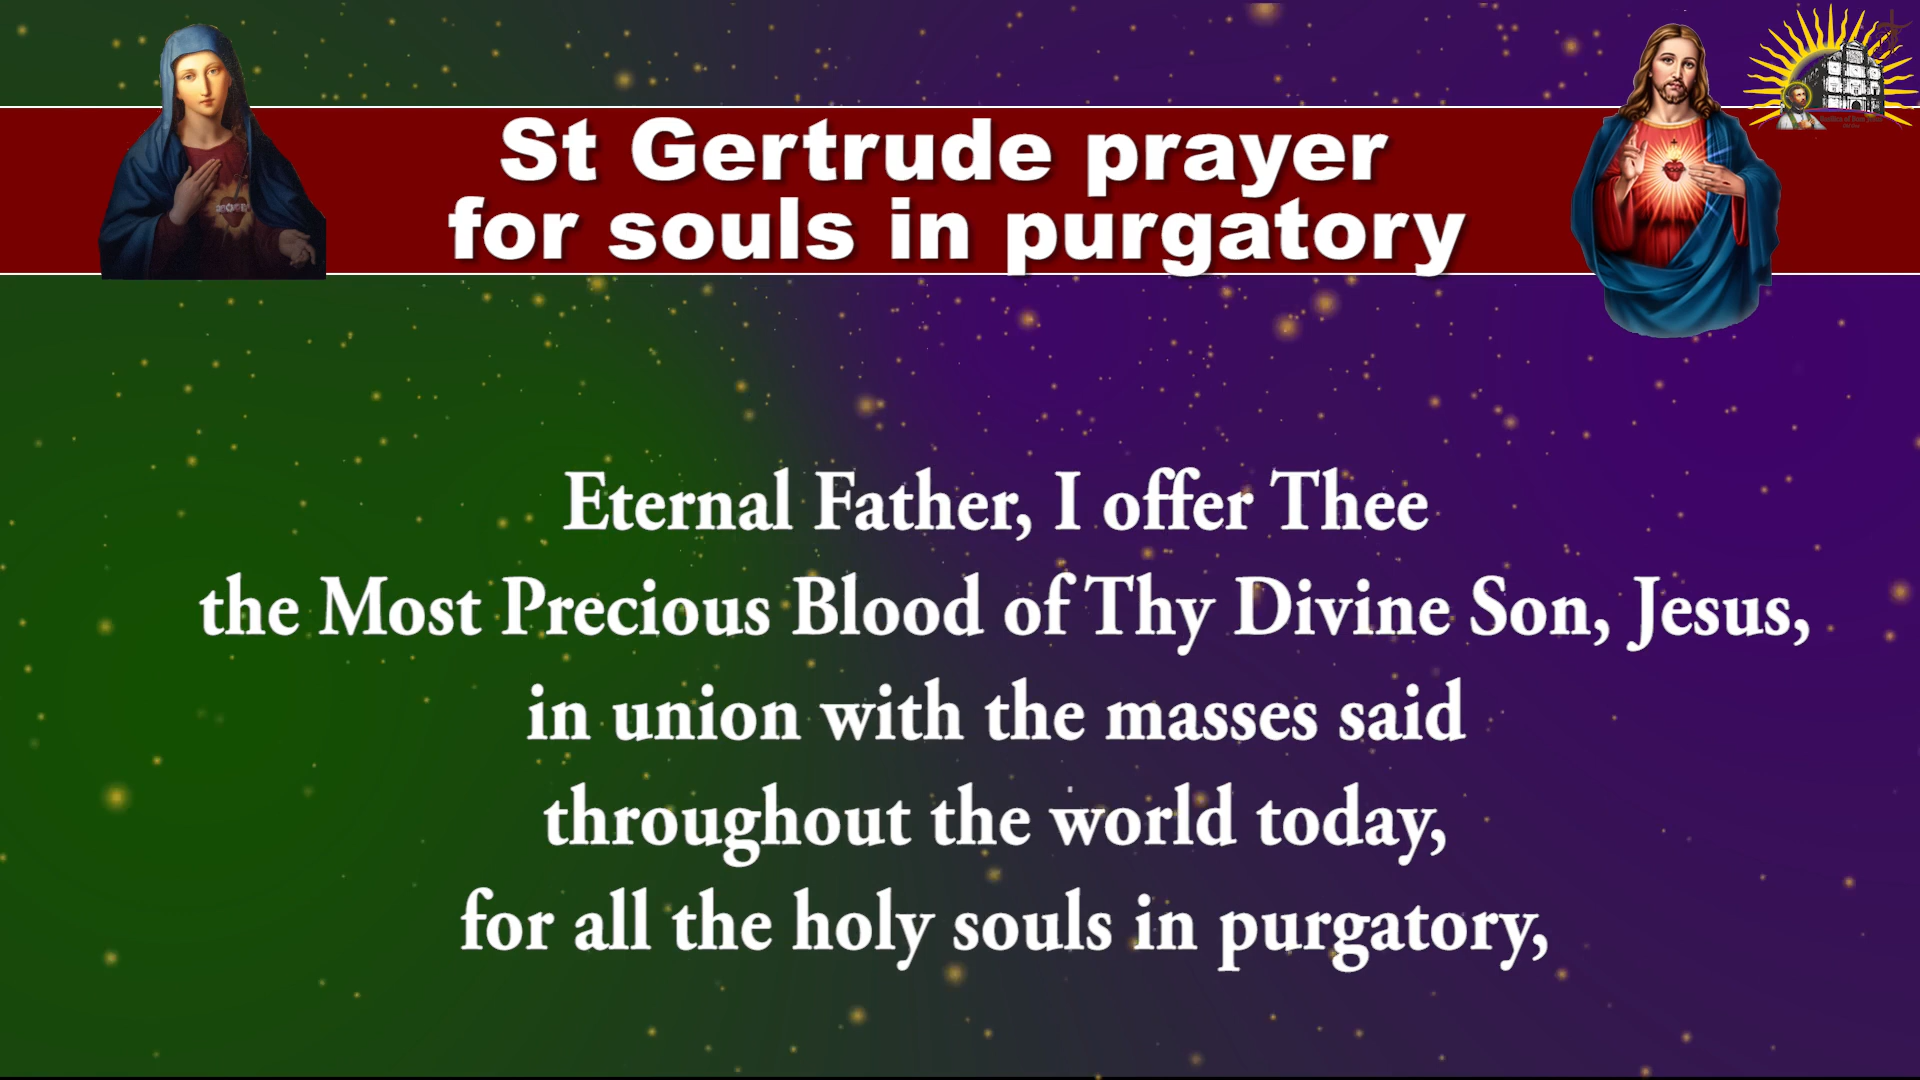 St Gertrude prayer
for souls in purgatory
Eternal Father, I offer Thee
the Most Precious Blood of Thy Divine Son, Jesus,
in union with the masses said
throughout the world today,
for all the holy souls in purgatory,